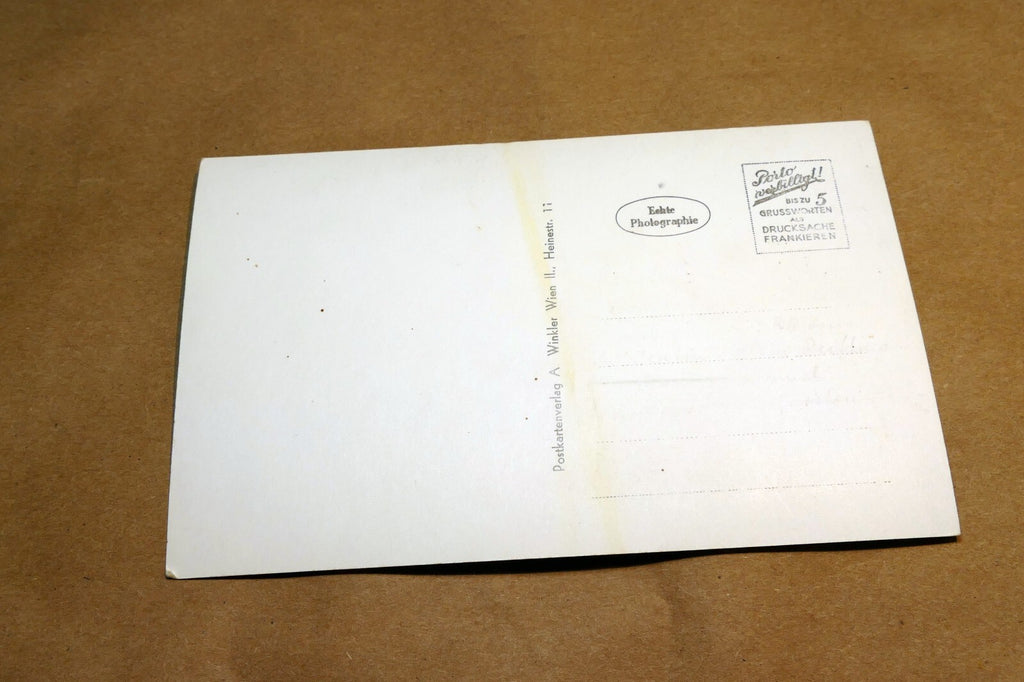 Postkartenverlag A. Winkler Wien II., Heinestr. 11
Echte
Photographie
Porto
verbilligt!
BIS ZU 5
GRUSSWORTEN
ALS
DRUCKSACHE
FRANKIEREN